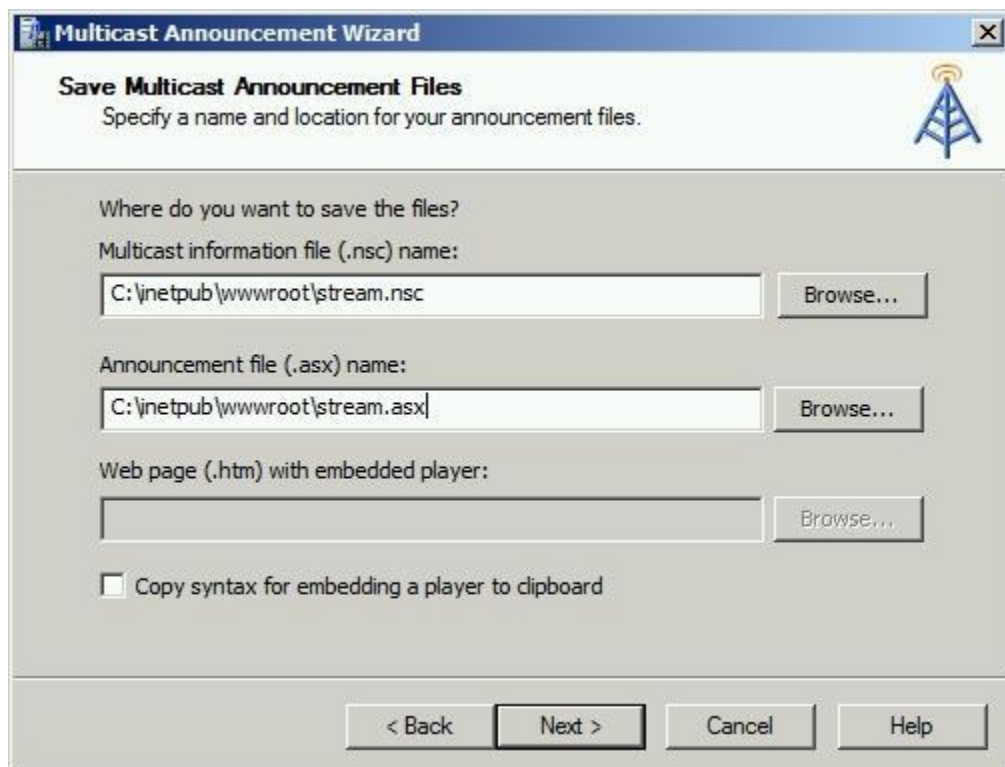 Multicast Announcement Wizard
Save Multicast Announcement Files
Specify a name and location for your announcement files.
Where do you want to save the files?
Multicast information file (.nsc) name:
C:\inetpub\wwwroot\stream.nsc
Browse...
Announcement file (.asx) name:
C:\inetpub\wwwroot\stream.asx
Browse...
Web page (.htm) with embedded player:
Browse...
Copy syntax for embedding a player to clipboard
< Back Next > Cancel Help